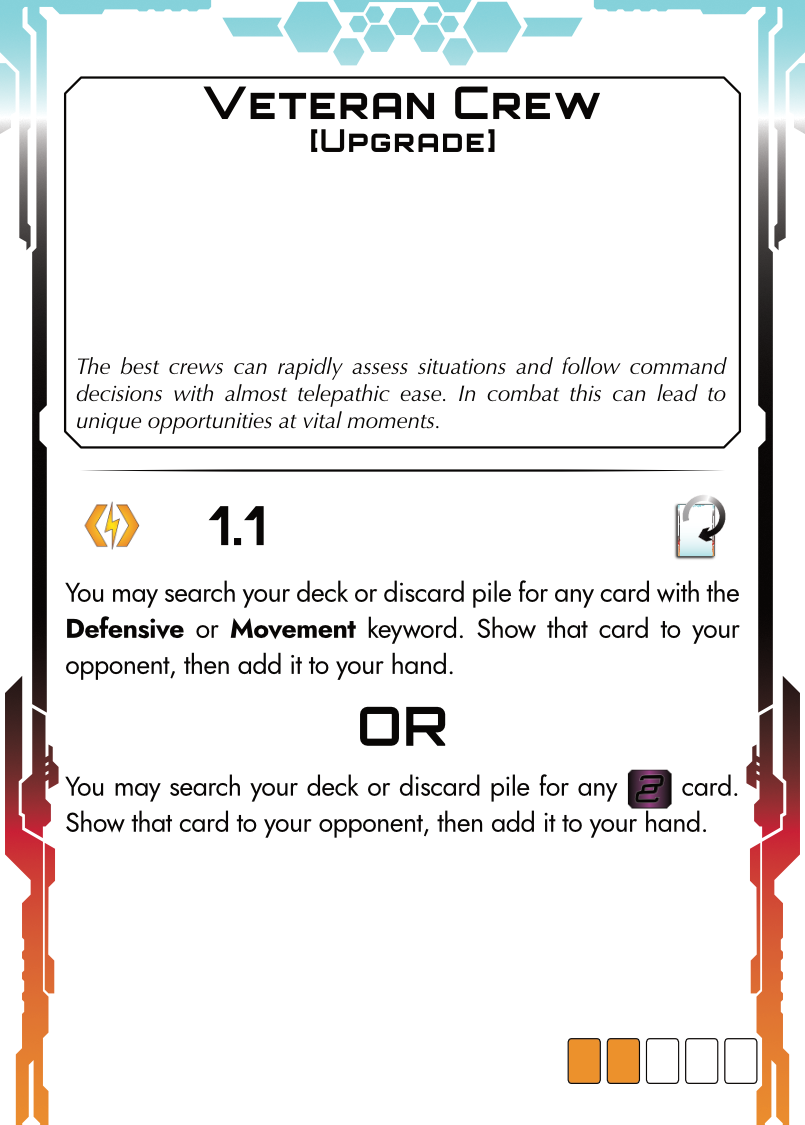 Veteran Crew
[Upgrade]
The best crews can rapidly assess situations and follow command
decisions with almost telepathic ease. In combat this can lead to
unique opportunities at vital moments.
1.1
You may search your deck or discard pile for any card with the
Defensive or Movement keyword. Show that card to your
opponent, then add it to your hand.
OR
You may search your deck or discard pile for any card.
Show that card to your opponent, then add it to your hand.